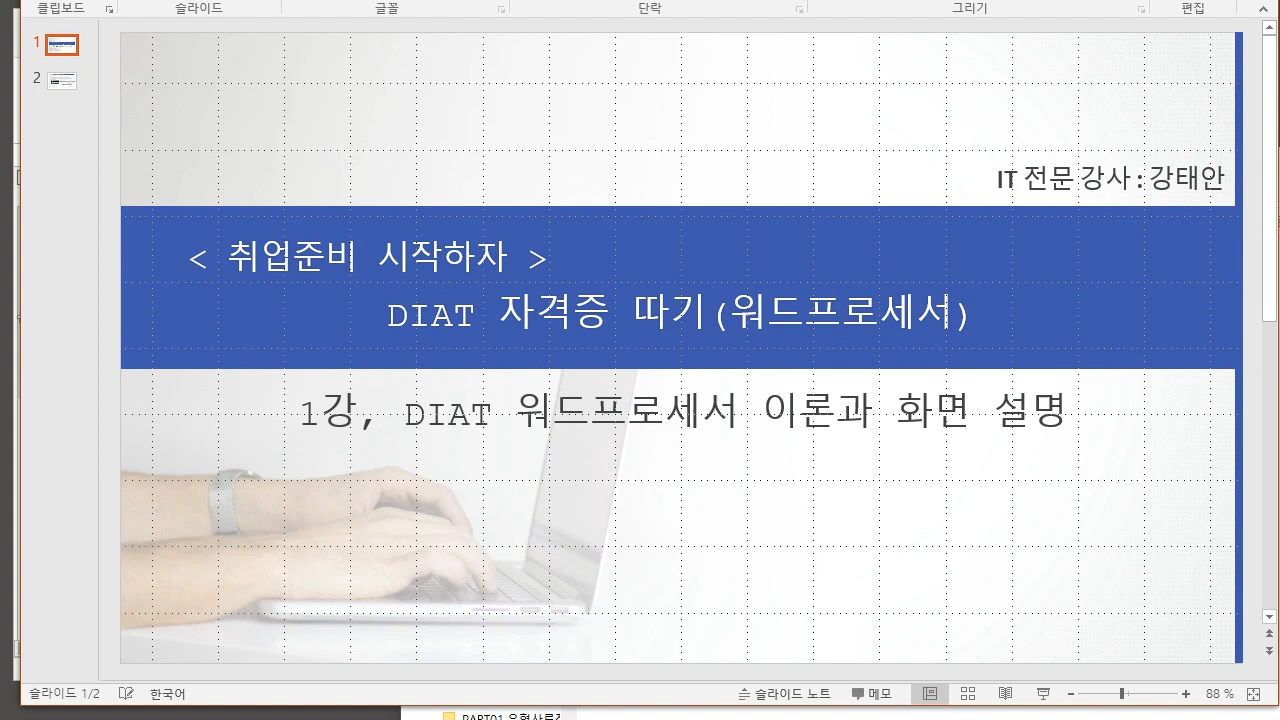 클립보드 슬라이드 글꼴 단락 그리기 편집
1
2
IT 전문 강사 : 강태안
< 취업준비 시작하자 >
DIAT 자격증 따기(워드프로세서)
1강, DIAT 워드프로세서 이론과 화면 설명
슬라이드 1/2 한국어 슬라이드 노트 메모 88 %
PART01